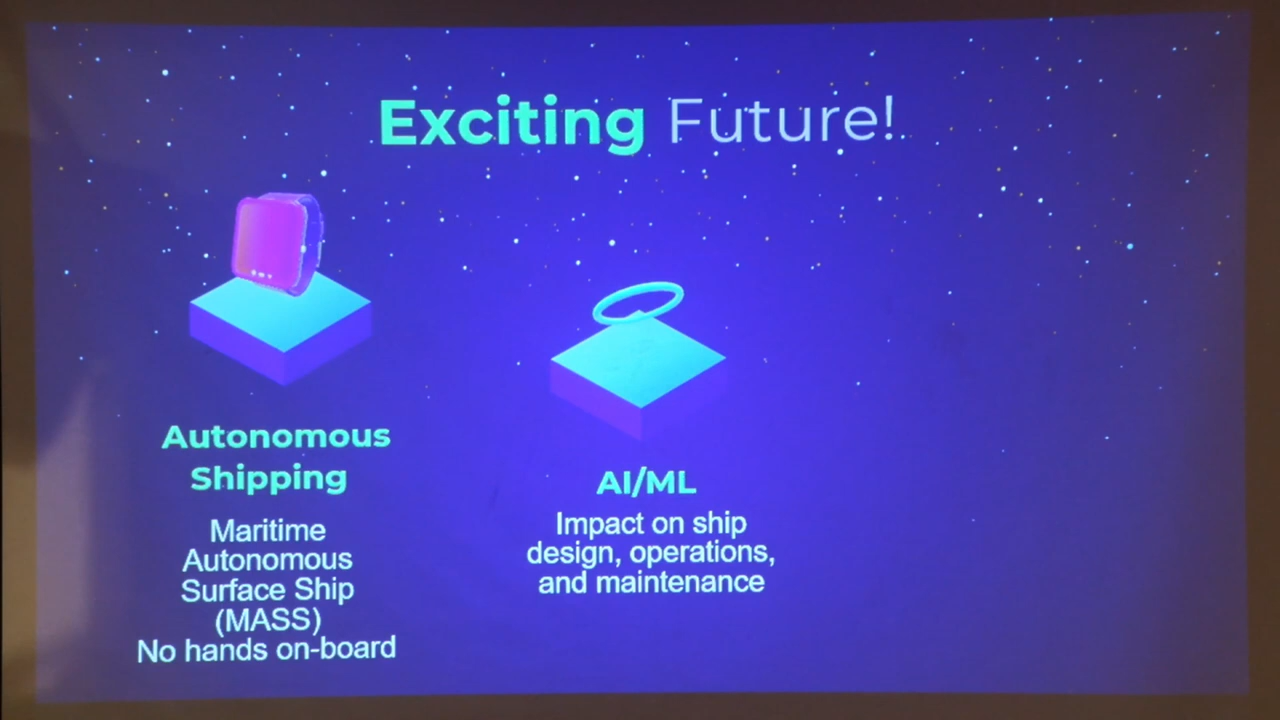 Exciting Future!
Autonomous
Shipping
Maritime
Autonomous
Surface Ship
(MASS)
No hands on-board
AI/ML
Impact on ship
design, operations,
and maintenance